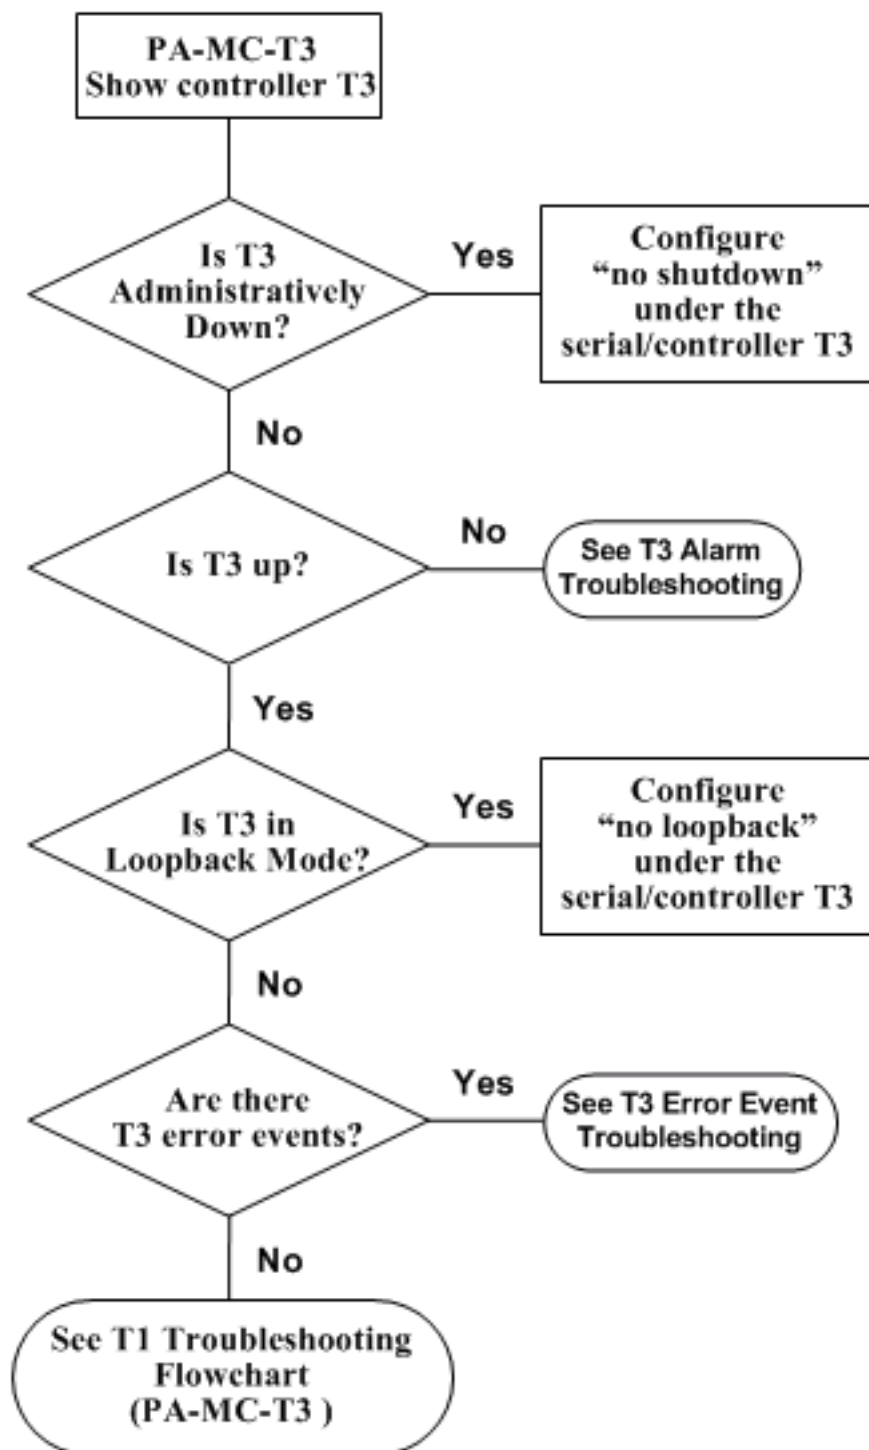 PA-MC-T3
Show controller T3
Is T3
Administratively
Down?
Yes
Configure
“no shutdown”
under the
serial/controller T3
No
Is T3 up?
No
See T3 Alarm
Troubleshooting
Yes
Is T3 in
Loopback Mode?
Yes
Configure
“no loopback”
under the
serial/controller T3
No
Are there
T3 error events?
Yes
See T3 Error Event
Troubleshooting
No
See T1 Troubleshooting
Flowchart
(PA-MC-T3 )